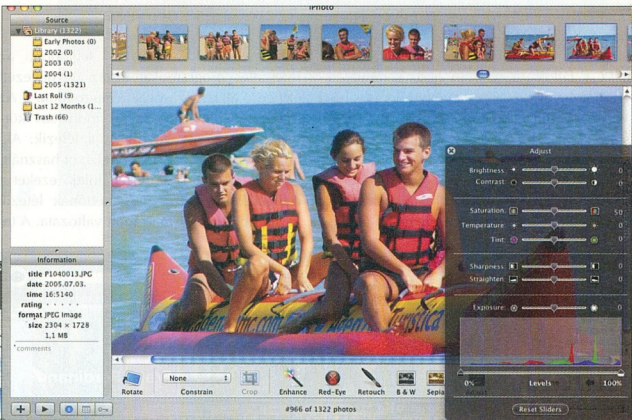 iPhoto
Source
Library (1322)
Early Photos (0)
2002 (0)
2003 (0)
2004 (1)
2005 (1321)
Last Roll (9)
Last 12 Months (1...
Trash (66)
Information
title P1040013.JPG
date 2005.07.03.
time 16:5140
rating · · · · ·
format JPEG Image
size 2304 × 1728
1,1 MB
comments
Adjust
Brightness: 0
Contrast: 0
Saturation: 50
Temperature: 0
Tint: 0
Sharpness: 0
Straighten: 0
Exposure: 0
0% Levels 100%
Reset Sliders
Rotate
None
Constrain
Crop
Enhance
Red-Eye
Retouch
B & W
Sepia
#966 of 1322 photos